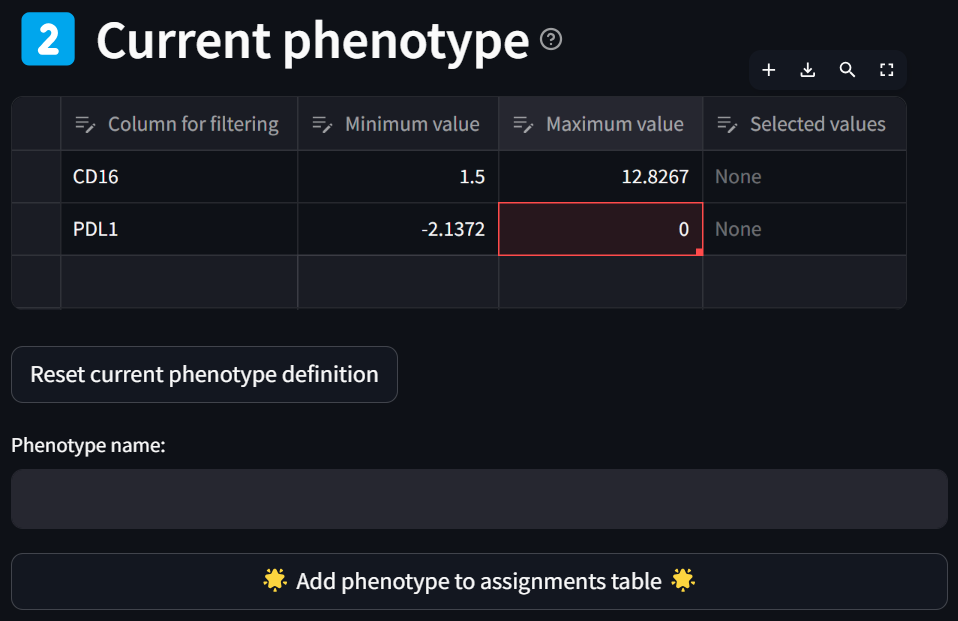 2 Current phenotype ?
Column for filtering Minimum value Maximum value Selected values
CD16 1.5 12.8267 None
PDL1 -2.1372 0 None
Reset current phenotype definition
Phenotype name:
🌟 Add phenotype to assignments table 🌟